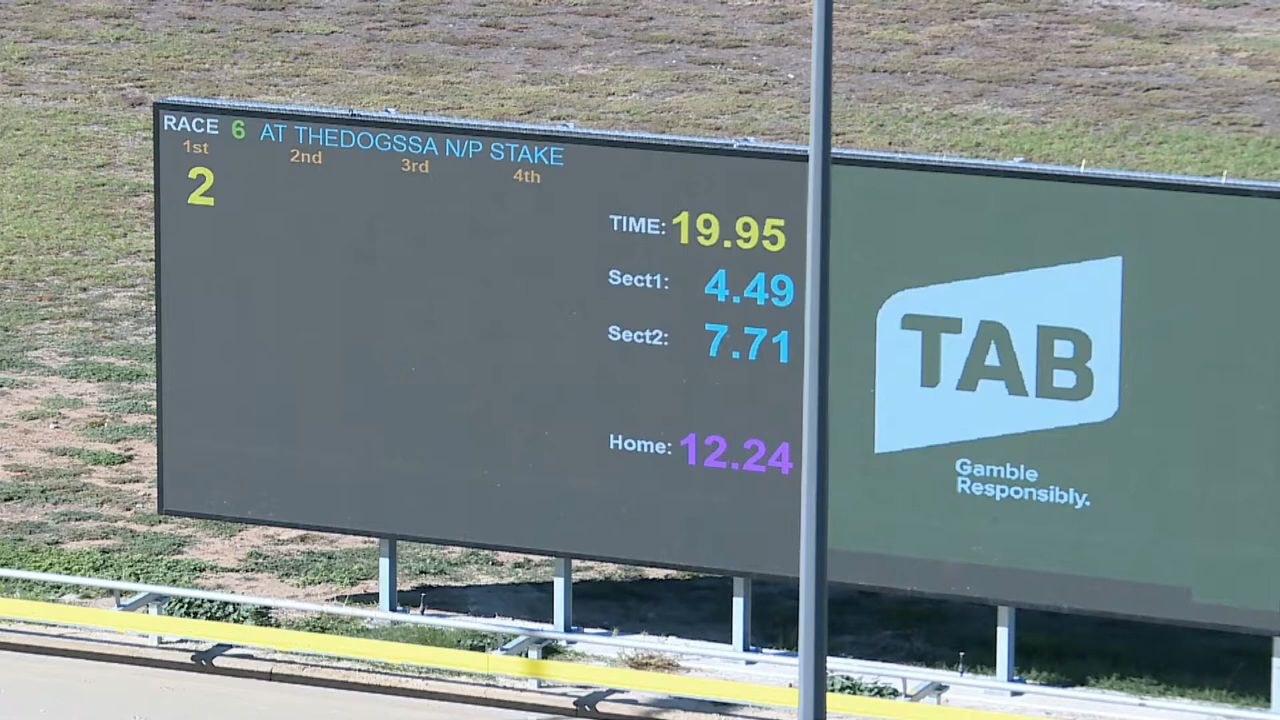 RACE 6 AT THEDOGSSA N/P STAKE
1st 2nd 3rd 4th
2
TIME: 19.95
Sect1: 4.49
Sect2: 7.71
Home: 12.24
TAB
Gamble
Responsibly.